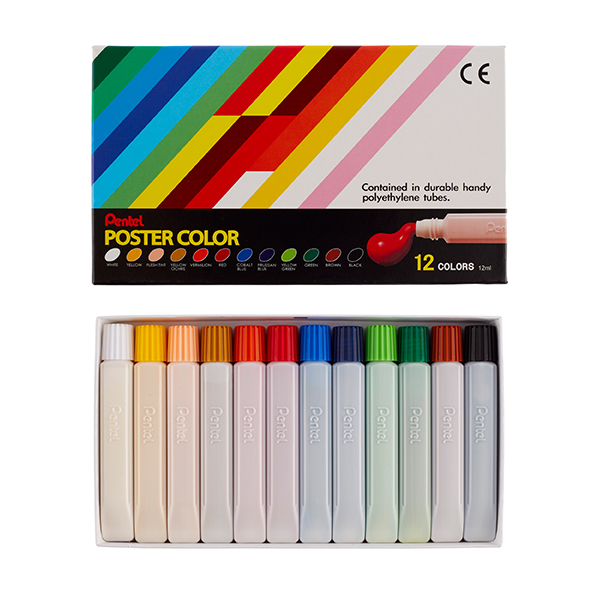 CE
Contained in durable handy
polyethylene tubes.
Pentel
Pentel
POSTER COLOR
WHITE YELLOW FLESH TINT YELLOW OCHRE VERMILION RED COBALT BLUE PRUSSIAN BLUE YELLOW GREEN GREEN BROWN BLACK
12 COLORS 12ml
Pentel Pentel Pentel Pentel Pentel Pentel Pentel Pentel Pentel Pentel Pentel Pentel